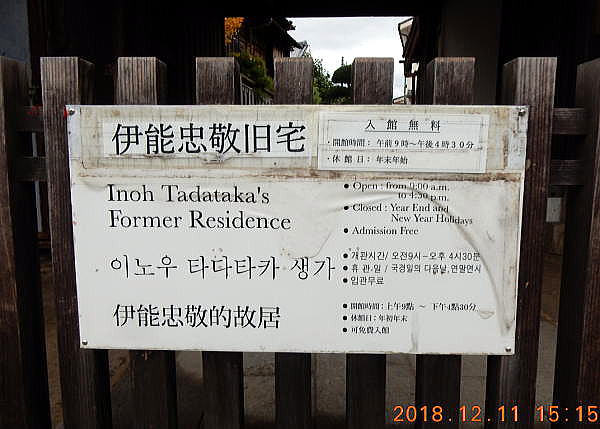 伊能忠敬旧宅
入館無料
・開館時間：午前9時～午後4時30分
・休館日：年末年始
Inoh Tadataka's
Former Residence
● Open : from 9:00 a.m.
to 4:30 p.m.
● Closed : Year End and
New Year Holidays
● Admission Free
이노우 타다타카 생가
● 개관시간/ 오전9시~오후 4시30분
● 휴관·일 / 국경일의 다음날,연말연시
● 입관무료
伊能忠敬的故居
● 開館時間：上午9點 ～ 下午4點30分
● 休館日：年初年末
● 可免費入館
2018.12.11 15:15